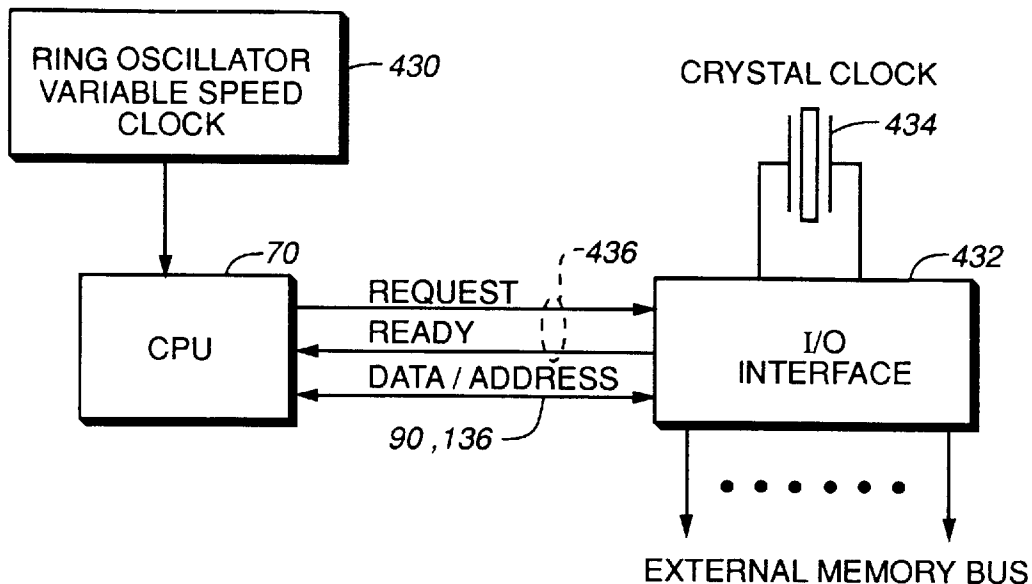 RING OSCILLATOR
VARIABLE SPEED
CLOCK
430
CRYSTAL CLOCK
434
70
436
432
CPU
REQUEST
READY
DATA / ADDRESS
90 ,136
I/O
INTERFACE
EXTERNAL MEMORY BUS